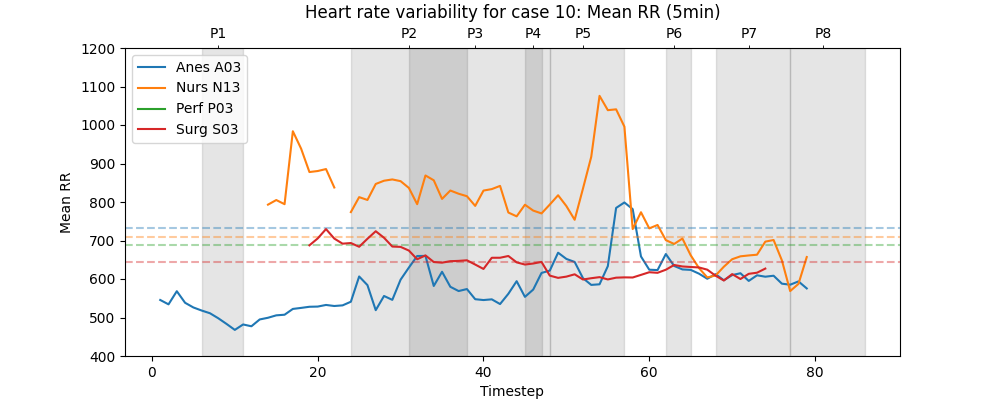 Heart rate variability for case 10: Mean RR (5min)
P1 P2 P3 P4 P5 P6 P7 P8
1200
1100
1000
900
800
700
600
500
400
Mean RR
Anes A03
Nurs N13
Perf P03
Surg S03
0 20 40 60 80
Timestep